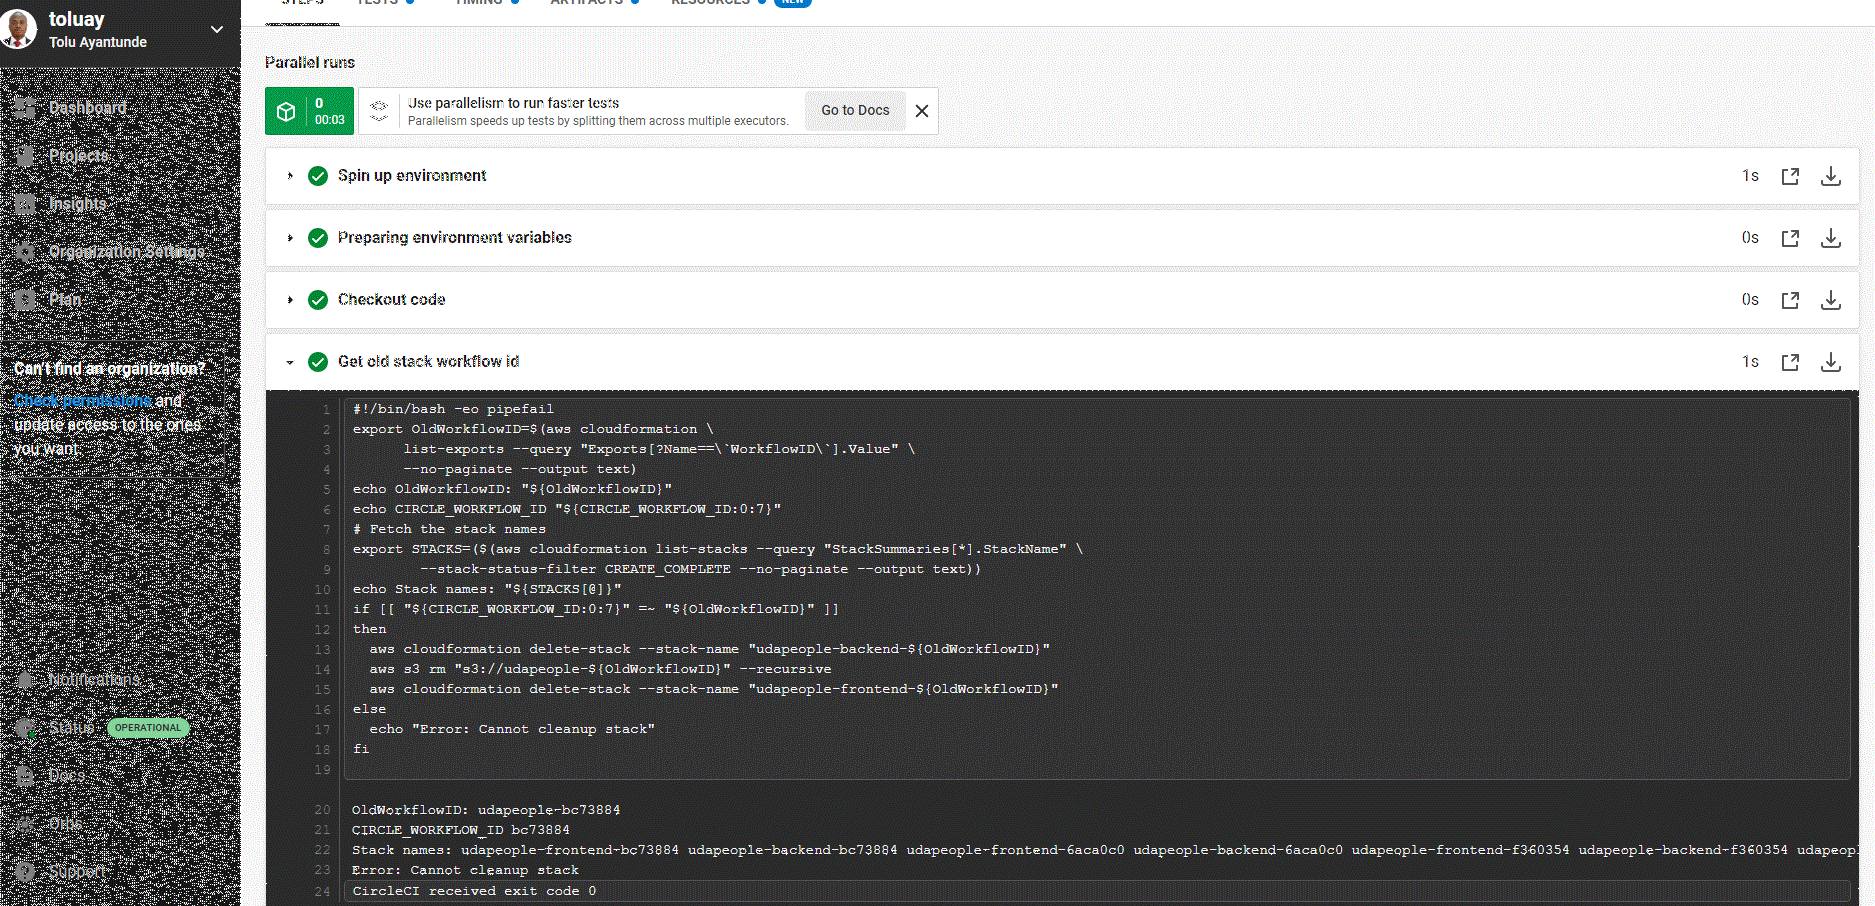 toluay
Tolu Ayantunde
Dashboard
Projects
Insights
Organization Settings
Plan
Can't find an organization?
Check permissions and
update access to the ones
you want.
Notifications
Status OPERATIONAL
Docs
Orbs
Support
STEPS TESTS TIMING ARTIFACTS RESOURCES NEW
Parallel runs
0
00:03
Use parallelism to run faster tests
Parallelism speeds up tests by splitting them across multiple executors.
Go to Docs
Spin up environment 1s
Preparing environment variables 0s
Checkout code 0s
Get old stack workflow id 1s
1 #!/bin/bash -eo pipefail
2 export OldWorkflowID=$(aws cloudformation \
3 list-exports --query "Exports[?Name==\`WorkflowID\`].Value" \
4 --no-paginate --output text)
5 echo OldWorkflowID: "${OldWorkflowID}"
6 echo CIRCLE_WORKFLOW_ID "${CIRCLE_WORKFLOW_ID:0:7}"
7 # Fetch the stack names
8 export STACKS=($(aws cloudformation list-stacks --query "StackSummaries[*].StackName" \
9 --stack-status-filter CREATE_COMPLETE --no-paginate --output text))
10 echo Stack names: "${STACKS[@]}"
11 if [[ "${CIRCLE_WORKFLOW_ID:0:7}" =~ "${OldWorkflowID}" ]]
12 then
13 aws cloudformation delete-stack --stack-name "udapeople-backend-${OldWorkflowID}"
14 aws s3 rm "s3://udapeople-${OldWorkflowID}" --recursive
15 aws cloudformation delete-stack --stack-name "udapeople-frontend-${OldWorkflowID}"
16 else
17 echo "Error: Cannot cleanup stack"
18 fi
19
20 OldWorkflowID: udapeople-bc73884
21 CIRCLE_WORKFLOW_ID bc73884
22 Stack names: udapeople-frontend-bc73884 udapeople-backend-bc73884 udapeople-frontend-6aca0c0 udapeople-backend-6aca0c0 udapeople-frontend-f360354 udapeople-backend-f360354 udapeopl
23 Error: Cannot cleanup stack
24 CircleCI received exit code 0